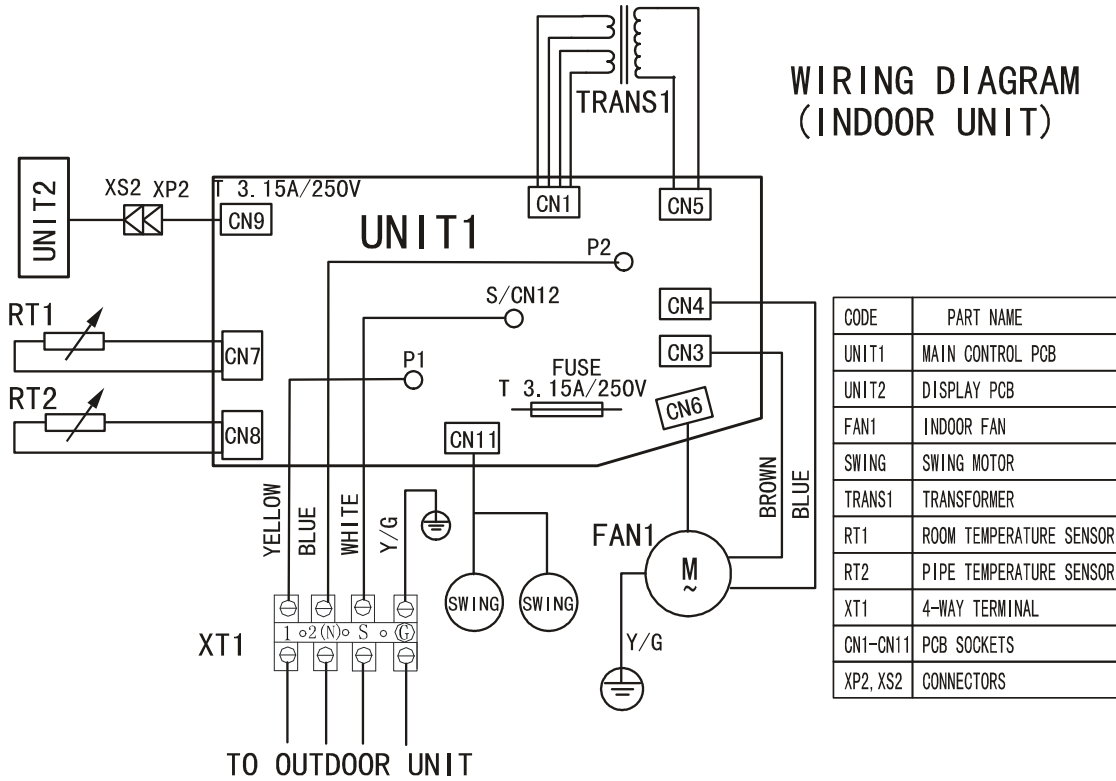 TRANS1
WIRING DIAGRAM
(INDOOR UNIT)
UNIT2
XS2 XP2
T 3.15A/250V
CN9
CN1
CN5
UNIT1
P2
S/CN12
CN4
RT1
CN7
P1
CN3
FUSE
T 3.15A/250V
RT2
CN8
CN11
CN6
YELLOW
BLUE
WHITE
Y/G
BROWN
BLUE
FAN1
M
~
SWING
SWING
Y/G
XT1
1 2(N) S G
TO OUTDOOR UNIT
CODE PART NAME
UNIT1 MAIN CONTROL PCB
UNIT2 DISPLAY PCB
FAN1 INDOOR FAN
SWING SWING MOTOR
TRANS1 TRANSFORMER
RT1 ROOM TEMPERATURE SENSOR
RT2 PIPE TEMPERATURE SENSOR
XT1 4-WAY TERMINAL
CN1-CN11 PCB SOCKETS
XP2,XS2 CONNECTORS